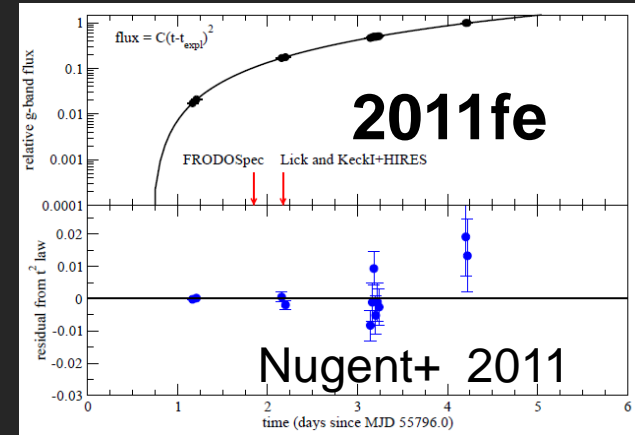 1
flux = C(t-t_expl)^2
0.1
0.01
2011fe
0.001
FRODOSpec Lick and KeckI+HIRES
0.0001
relative g-band flux
0.02
0.01
0
-0.01
-0.02
-0.03
residual from t^2 law
Nugent+ 2011
0 1 2 3 4 5 6
time (days since MJD 55796.0)